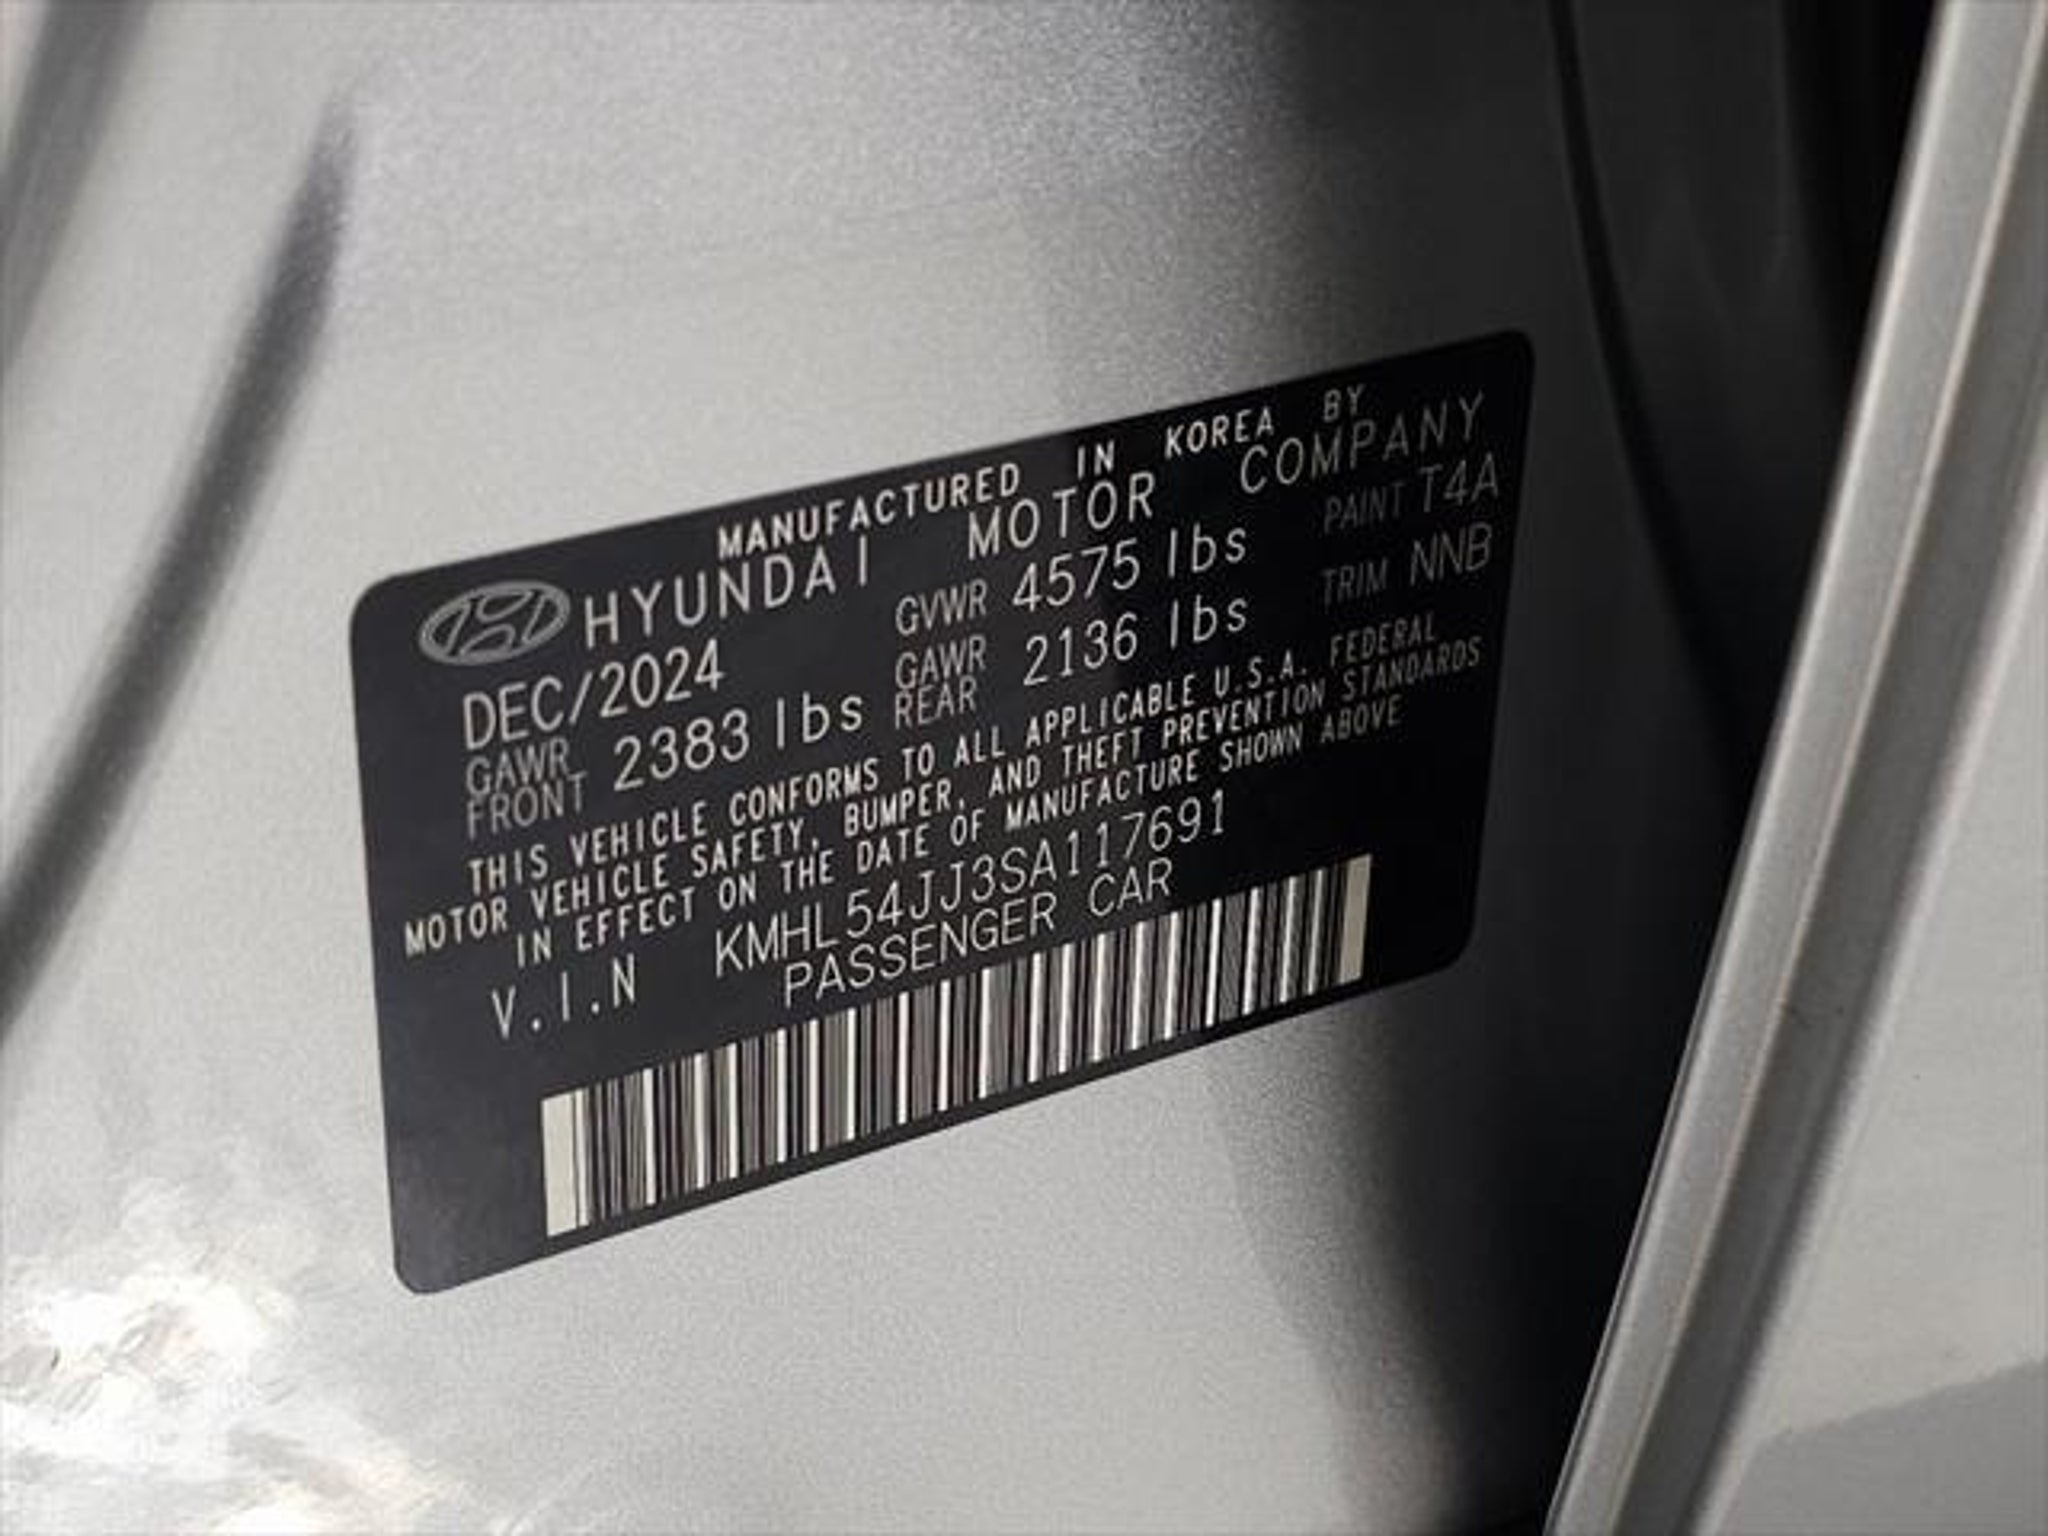 MANUFACTURED IN KOREA BY
HYUNDAI MOTOR COMPANY
DEC/2024 GVWR 4575 lbs PAINT T4A
GAWR FRONT 2383 lbs GAWR REAR 2136 lbs TRIM NNB
THIS VEHICLE CONFORMS TO ALL APPLICABLE U.S.A. FEDERAL
MOTOR VEHICLE SAFETY, BUMPER, AND THEFT PREVENTION STANDARDS
IN EFFECT ON THE DATE OF MANUFACTURE SHOWN ABOVE
V.I.N KMHL54JJ3SA117691
PASSENGER CAR